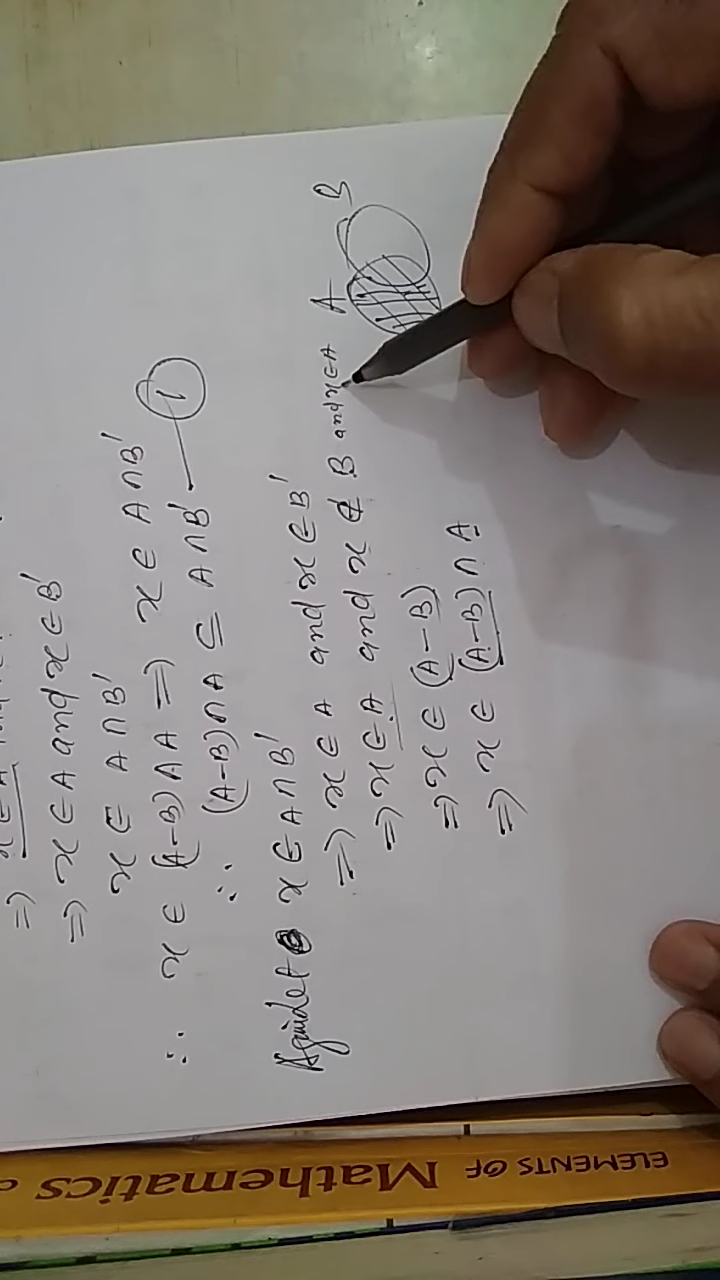 ⇒ x∈A
⇒ x∈A and x∈B'
x ∈ A∩B'
∴ x ∈ (A-B)∩A ⇒ x ∈ A∩B'
∴ (A-B)∩A ⊆ A∩B' — 1
Again let x∈A∩B'
⇒ x∈A and x∈B'
⇒ x∈A and x∉B and x∈A
⇒ x∈(A-B)
⇒ x ∈ (A-B)∩A
A B
ELEMENTS OF Mathematics